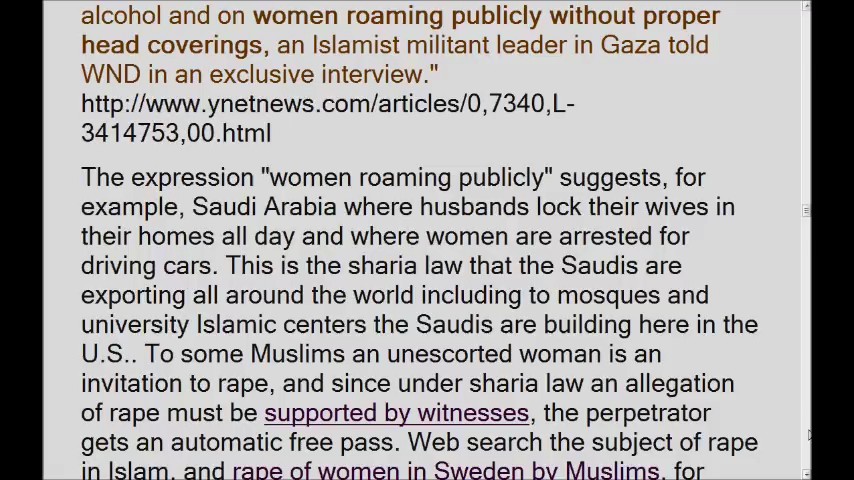 alcohol and on women roaming publicly without proper
head coverings, an Islamist militant leader in Gaza told
WND in an exclusive interview."
http://www.ynetnews.com/articles/0,7340,L-
3414753,00.html
The expression "women roaming publicly" suggests, for
example, Saudi Arabia where husbands lock their wives in
their homes all day and where women are arrested for
driving cars. This is the sharia law that the Saudis are
exporting all around the world including to mosques and
university Islamic centers the Saudis are building here in the
U.S.. To some Muslims an unescorted woman is an
invitation to rape, and since under sharia law an allegation
of rape must be supported by witnesses, the perpetrator
gets an automatic free pass. Web search the subject of rape
in Islam, and rape of women in Sweden by Muslims, for